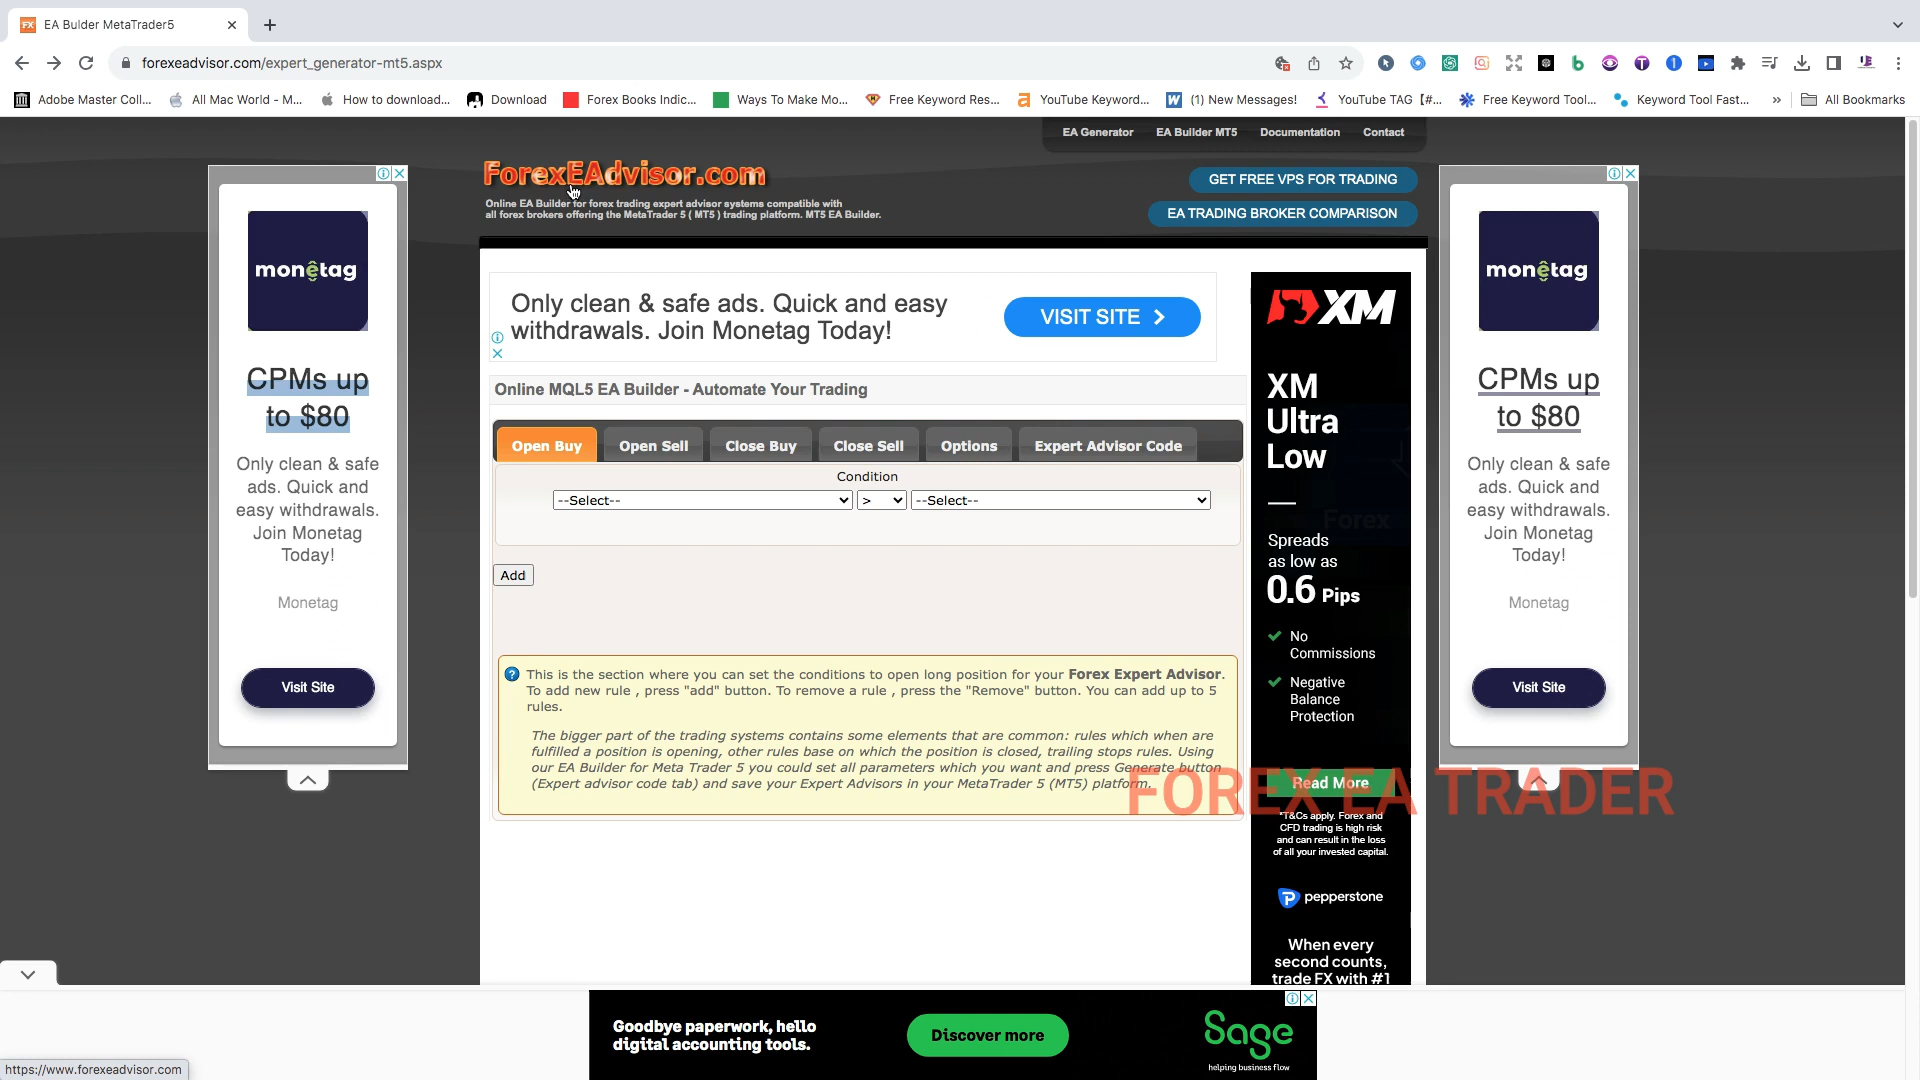 EA Bulder MetaTrader5
forexeadvisor.com/expert_generator-mt5.aspx
Adobe Master Coll...
All Mac World - M...
How to download...
Download
Forex Books Indic...
Ways To Make Mo...
Free Keyword Res...
YouTube Keyword...
(1) New Messages!
YouTube TAG【#...
Free Keyword Tool...
Keyword Tool Fast...
»
All Bookmarks
EA Generator
EA Builder MT5
Documentation
Contact
ForexEAdvisor.com
Online EA Builder for forex trading expert advisor systems compatible with
all forex brokers offering the MetaTrader 5 ( MT5 ) trading platform. MT5 EA Builder.
GET FREE VPS FOR TRADING
EA TRADING BROKER COMPARISON
monetag
CPMs up
to $80
Only clean & safe
ads. Quick and
easy withdrawals.
Join Monetag
Today!
Monetag
Visit Site
Only clean & safe ads. Quick and easy
withdrawals. Join Monetag Today!
VISIT SITE >
Online MQL5 EA Builder - Automate Your Trading
Open Buy
Open Sell
Close Buy
Close Sell
Options
Expert Advisor Code
Condition
--Select--
>
--Select--
Add
This is the section where you can set the conditions to open long position for your Forex Expert Advisor.
To add new rule , press "add" button. To remove a rule , press the "Remove" button. You can add up to 5
rules.
The bigger part of the trading systems contains some elements that are common: rules which when are
fulfilled a position is opening, other rules base on which the position is closed, trailing stops rules. Using
our EA Builder for Meta Trader 5 you could set all parameters which you want and press Generate button
(Expert advisor code tab) and save your Expert Advisors in your MetaTrader 5 (MT5) platform.
XM
XM
Ultra
Low
Forex
Spreads
as low as
0.6 Pips
No
Commissions
Negative
Balance
Protection
Read More
*T&Cs apply. Forex and
CFD trading is high risk
and can result in the loss
of all your invested capital.
pepperstone
When every
second counts,
trade FX with #1
monetag
CPMs up
to $80
Only clean & safe
ads. Quick and
easy withdrawals.
Join Monetag
Today!
Monetag
Visit Site
FOREX EA TRADER
Goodbye paperwork, hello
digital accounting tools.
Discover more
Sage
helping business flow
https://www.forexeadvisor.com